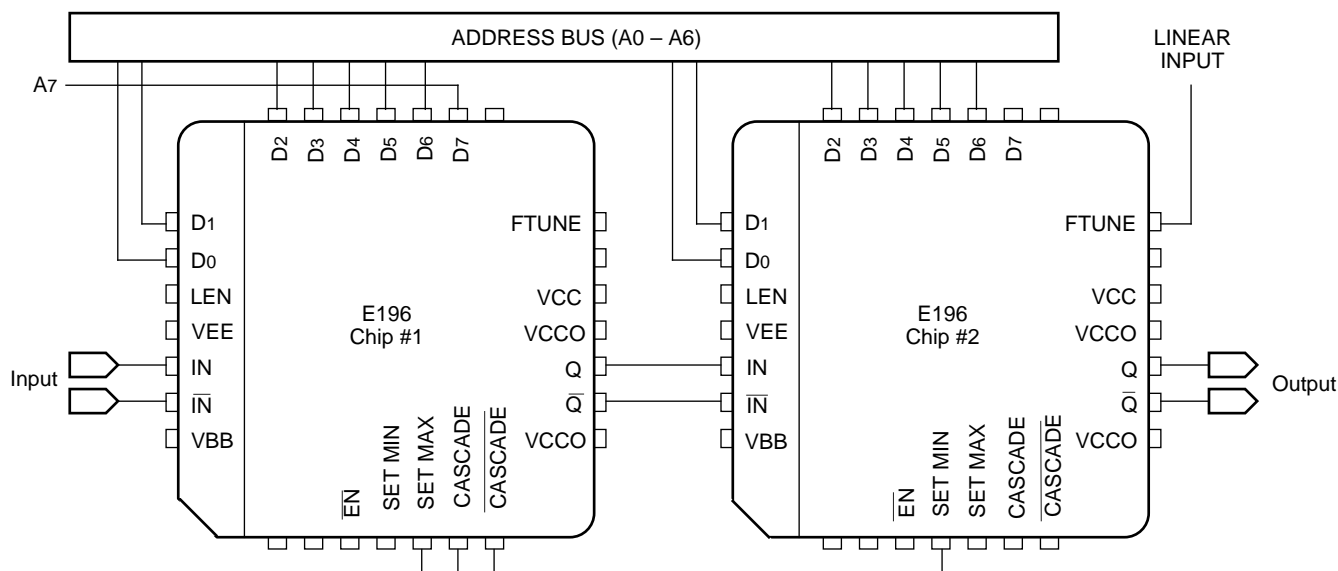 ADDRESS BUS (A0 – A6)
LINEAR
INPUT
A7
D2 D3 D4 D5 D6 D7
D2 D3 D4 D5 D6 D7
D1
FTUNE
D1
FTUNE
D0
D0
LEN
VCC
LEN
VCC
E196
Chip #1
E196
Chip #2
VEE
VCCO
VEE
VCCO
Input
IN
Q
IN
Q
Output
IN
Q
IN
Q
VBB
VCCO
VBB
VCCO
EN
SET MIN
SET MAX
CASCADE
CASCADE
EN
SET MIN
SET MAX
CASCADE
CASCADE